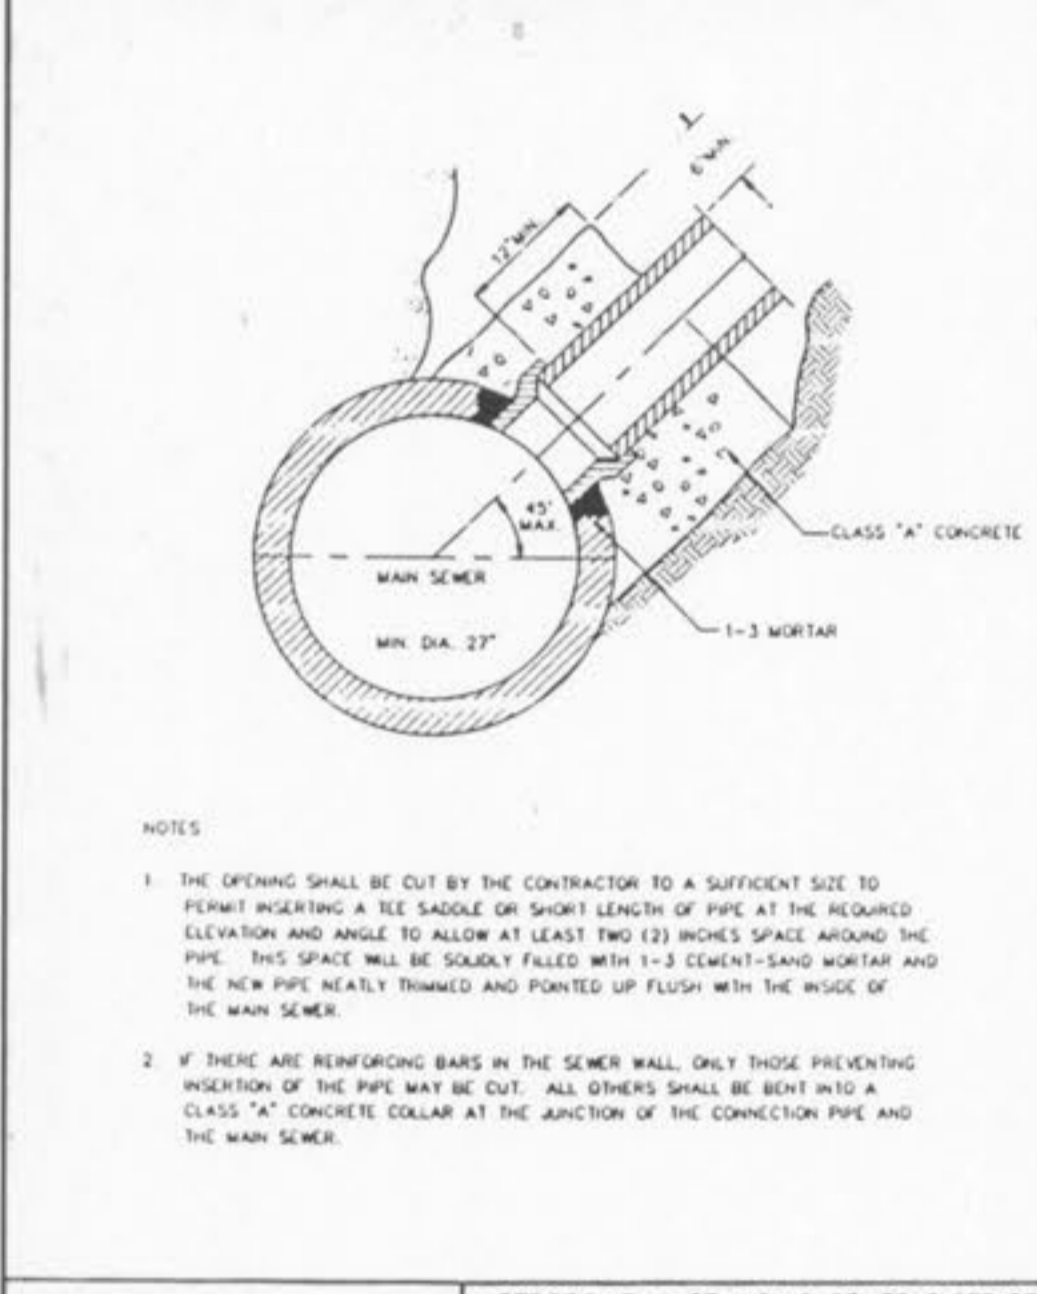 6"MIN.
12"MIN.
45°
MAX.
MAIN SEWER
MIN. DIA. 27"
CLASS "A" CONCRETE
1-3 MORTAR
NOTES
1. THE OPENING SHALL BE CUT BY THE CONTRACTOR TO A SUFFICIENT SIZE TO
PERMIT INSERTING A TEE SADDLE OR SHORT LENGTH OF PIPE AT THE REQUIRED
ELEVATION AND ANGLE TO ALLOW AT LEAST TWO (2) INCHES SPACE AROUND THE
PIPE. THIS SPACE WILL BE SOLIDLY FILLED WITH 1-3 CEMENT-SAND MORTAR AND
THE NEW PIPE NEATLY TRIMMED AND POINTED UP FLUSH WITH THE INSIDE OF
THE MAIN SEWER.
2. IF THERE ARE REINFORCING BARS IN THE SEWER WALL, ONLY THOSE PREVENTING
INSERTION OF THE PIPE MAY BE CUT. ALL OTHERS SHALL BE BENT INTO A
CLASS "A" CONCRETE COLLAR AT THE JUNCTION OF THE CONNECTION PIPE AND
THE MAIN SEWER.